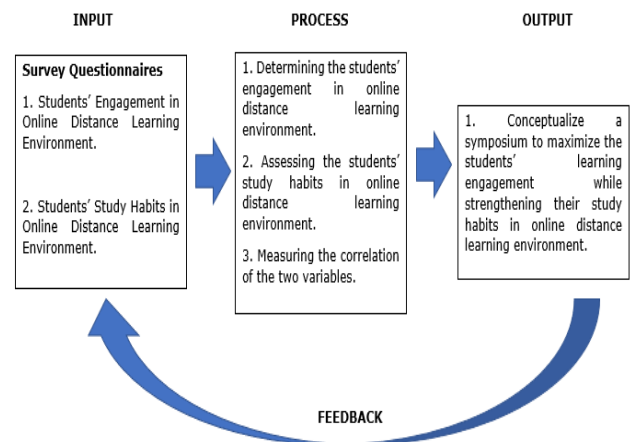 INPUT
PROCESS
OUTPUT
Survey Questionnaires
1. Students' Engagement in
Online Distance Learning
Environment.
2. Students' Study Habits in
Online Distance Learning
Environment.
1. Determining the students'
engagement in online
distance learning
environment.
2. Assessing the students'
study habits in online
distance learning
environment.
3. Measuring the correlation
of the two variables.
1. Conceptualize a
symposium to maximize the
students' learning
engagement while
strengthening their study
habits in online distance
learning environment.
FEEDBACK